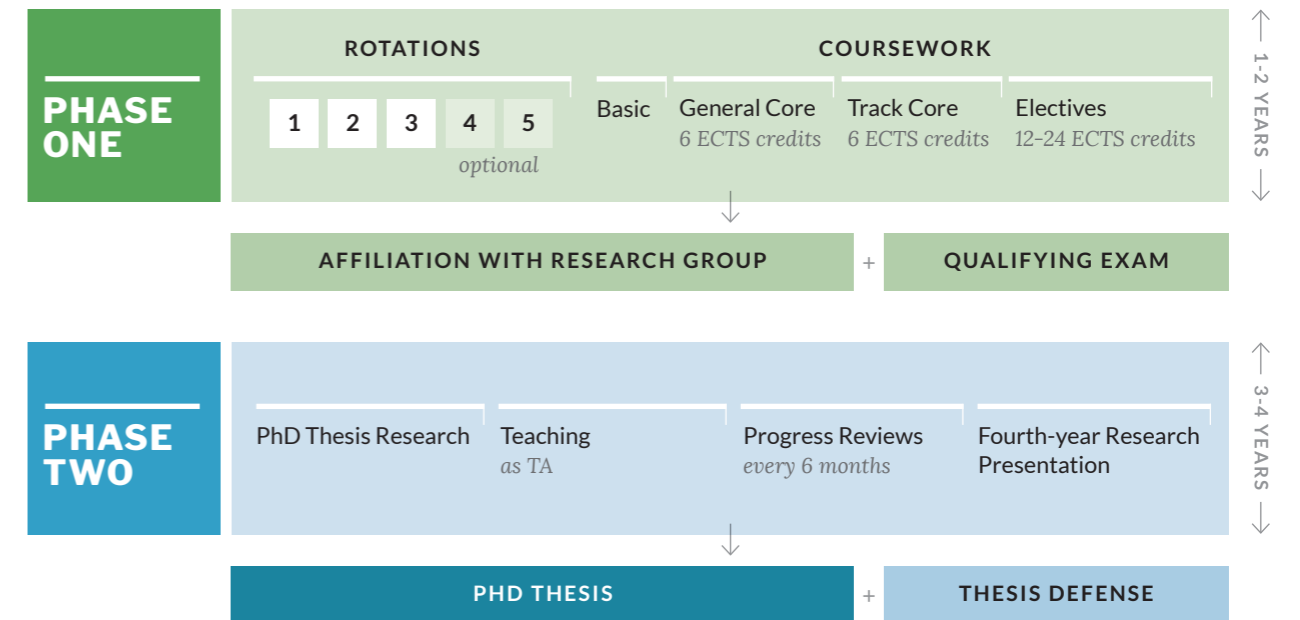 PHASE
ONE
ROTATIONS
1 2 3 4 5
optional
COURSEWORK
Basic
General Core
6 ECTS credits
Track Core
6 ECTS credits
Electives
12–24 ECTS credits
1-2 YEARS
AFFILIATION WITH RESEARCH GROUP + QUALIFYING EXAM
PHASE
TWO
PhD Thesis Research
Teaching
as TA
Progress Reviews
every 6 months
Fourth-year Research
Presentation
3-4 YEARS
PHD THESIS + THESIS DEFENSE